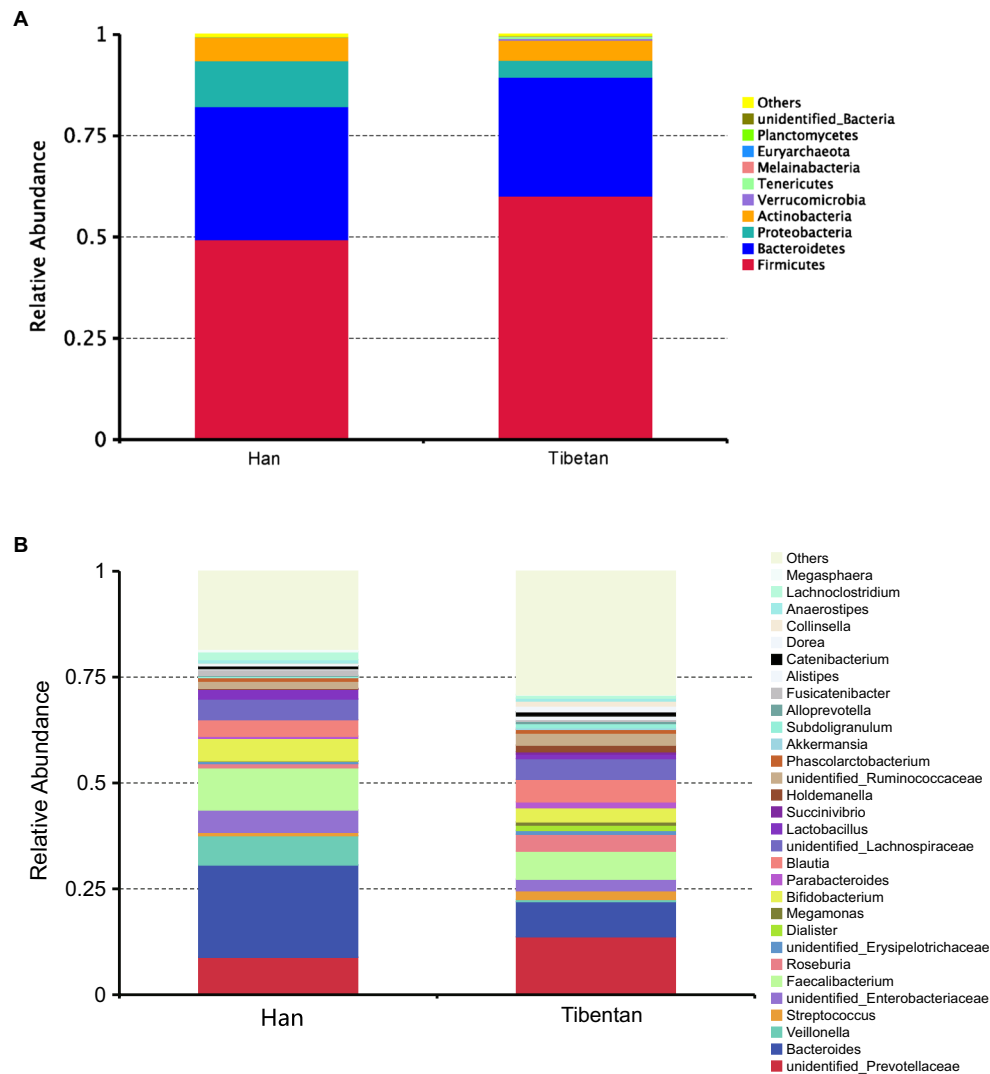 A
1
0.75
0.5
0.25
0
Relative Abundance
Han
Tibetan
Others
unidentified_Bacteria
Planctomycetes
Euryarchaeota
Melainabacteria
Tenericutes
Verrucomicrobia
Actinobacteria
Proteobacteria
Bacteroidetes
Firmicutes
B
1
0.75
0.5
0.25
0
Relative Abundance
Han
Tibentan
Others
Megasphaera
Lachnoclostridium
Anaerostipes
Collinsella
Dorea
Catenibacterium
Alistipes
Fusicatenibacter
Alloprevotella
Subdoligranulum
Akkermansia
Phascolarctobacterium
unidentified_Ruminococcaceae
Holdemanella
Succinivibrio
Lactobacillus
unidentified_Lachnospiraceae
Blautia
Parabacteroides
Bifidobacterium
Megamonas
Dialister
unidentified_Erysipelotrichaceae
Roseburia
Faecalibacterium
unidentified_Enterobacteriaceae
Streptococcus
Veillonella
Bacteroides
unidentified_Prevotellaceae